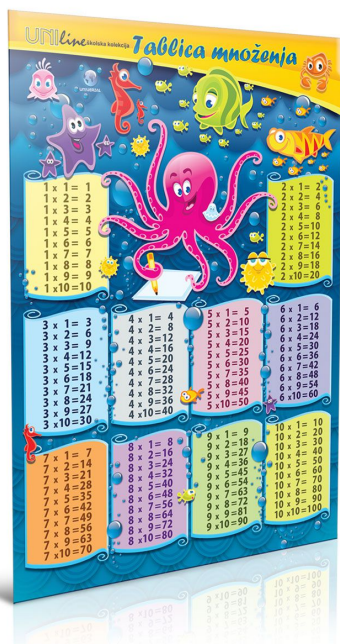 UNIline školska kolekcija
Tablica množenja
1 x 1 = 1
1 x 2 = 2
1 x 3 = 3
1 x 4 = 4
1 x 5 = 5
1 x 6 = 6
1 x 7 = 7
1 x 8 = 8
1 x 9 = 9
1 x10 =10
2 x 1 = 2
2 x 2 = 4
2 x 3 = 6
2 x 4 = 8
2 x 5 =10
2 x 6 =12
2 x 7 =14
2 x 8 =16
2 x 9 =18
2 x10 =20
3 x 1 = 3
3 x 2 = 6
3 x 3 = 9
3 x 4 =12
3 x 5 =15
3 x 6 =18
3 x 7 =21
3 x 8 =24
3 x 9 =27
3 x10 =30
4 x 1 = 4
4 x 2 = 8
4 x 3 =12
4 x 4 =16
4 x 5 =20
4 x 6 =24
4 x 7 =28
4 x 8 =32
4 x 9 =36
4 x10 =40
5 x 1 = 5
5 x 2 =10
5 x 3 =15
5 x 4 =20
5 x 5 =25
5 x 6 =30
5 x 7 =35
5 x 8 =40
5 x 9 =45
5 x10 =50
6 x 1 = 6
6 x 2 =12
6 x 3 =18
6 x 4 =24
6 x 5 =30
6 x 6 =36
6 x 7 =42
6 x 8 =48
6 x 9 =54
6 x10 =60
7 x 1 = 7
7 x 2 =14
7 x 3 =21
7 x 4 =28
7 x 5 =35
7 x 6 =42
7 x 7 =49
7 x 8 =56
7 x 9 =63
7 x10 =70
8 x 1 = 8
8 x 2 =16
8 x 3 =24
8 x 4 =32
8 x 5 =40
8 x 6 =48
8 x 7 =56
8 x 8 =64
8 x 9 =72
8 x10 =80
9 x 1 = 9
9 x 2 =18
9 x 3 =27
9 x 4 =36
9 x 5 =45
9 x 6 =54
9 x 7 =63
9 x 8 =72
9 x 9 =81
9 x10 =90
10 x 1 = 10
10 x 2 = 20
10 x 3 = 30
10 x 4 = 40
10 x 5 = 50
10 x 6 = 60
10 x 7 = 70
10 x 8 = 80
10 x 9 = 90
10 x10 =100